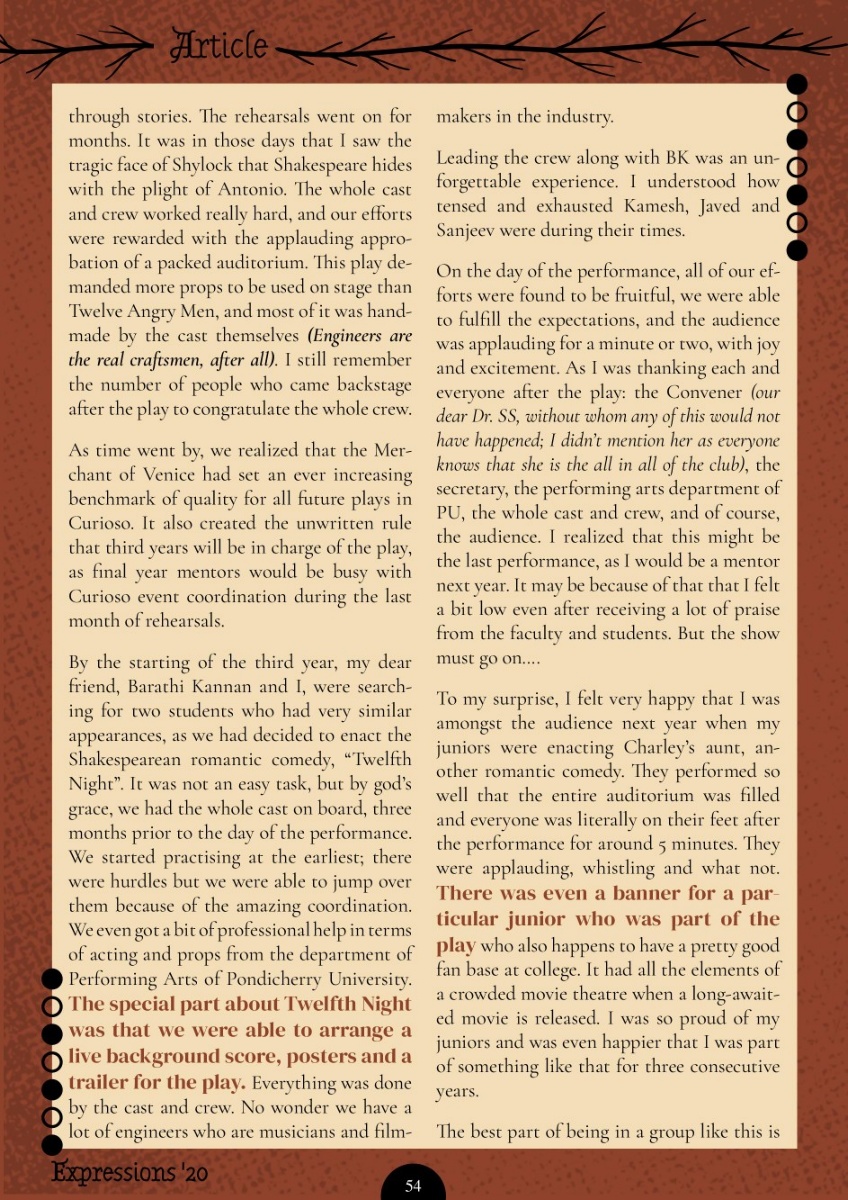 Article
through stories. The rehearsals went on for
months. It was in those days that I saw the
tragic face of Shylock that Shakespeare hides
with the plight of Antonio. The whole cast
and crew worked really hard, and our efforts
were rewarded with the applauding appro-
bation of a packed auditorium. This play de-
manded more props to be used on stage than
Twelve Angry Men, and most of it was hand-
made by the cast themselves (Engineers are
the real craftsmen, after all). I still remember
the number of people who came backstage
after the play to congratulate the whole crew.
As time went by, we realized that the Mer-
chant of Venice had set an ever increasing
benchmark of quality for all future plays in
Curioso. It also created the unwritten rule
that third years will be in charge of the play,
as final year mentors would be busy with
Curioso event coordination during the last
month of rehearsals.
By the starting of the third year, my dear
friend, Barathi Kannan and I, were search-
ing for two students who had very similar
appearances, as we had decided to enact the
Shakespearean romantic comedy, “Twelfth
Night”. It was not an easy task, but by god’s
grace, we had the whole cast on board, three
months prior to the day of the performance.
We started practising at the earliest; there
were hurdles but we were able to jump over
them because of the amazing coordination.
We even got a bit of professional help in terms
of acting and props from the department of
Performing Arts of Pondicherry University.
The special part about Twelfth Night
was that we were able to arrange a
live background score, posters and a
trailer for the play. Everything was done
by the cast and crew. No wonder we have a
lot of engineers who are musicians and film-
makers in the industry.
Leading the crew along with BK was an un-
forgettable experience. I understood how
tensed and exhausted Kamesh, Javed and
Sanjeev were during their times.
On the day of the performance, all of our ef-
forts were found to be fruitful, we were able
to fulfill the expectations, and the audience
was applauding for a minute or two, with joy
and excitement. As I was thanking each and
everyone after the play: the Convener (our
dear Dr. SS, without whom any of this would not
have happened; I didn’t mention her as everyone
knows that she is the all in all of the club), the
secretary, the performing arts department of
PU, the whole cast and crew, and of course,
the audience. I realized that this might be
the last performance, as I would be a mentor
next year. It may be because of that that I felt
a bit low even after receiving a lot of praise
from the faculty and students. But the show
must go on....
To my surprise, I felt very happy that I was
amongst the audience next year when my
juniors were enacting Charley’s aunt, an-
other romantic comedy. They performed so
well that the entire auditorium was filled
and everyone was literally on their feet after
the performance for around 5 minutes. They
were applauding, whistling and what not.
There was even a banner for a par-
ticular junior who was part of the
play who also happens to have a pretty good
fan base at college. It had all the elements of
a crowded movie theatre when a long-await-
ed movie is released. I was so proud of my
juniors and was even happier that I was part
of something like that for three consecutive
years.
The best part of being in a group like this is
Expressions '20
54